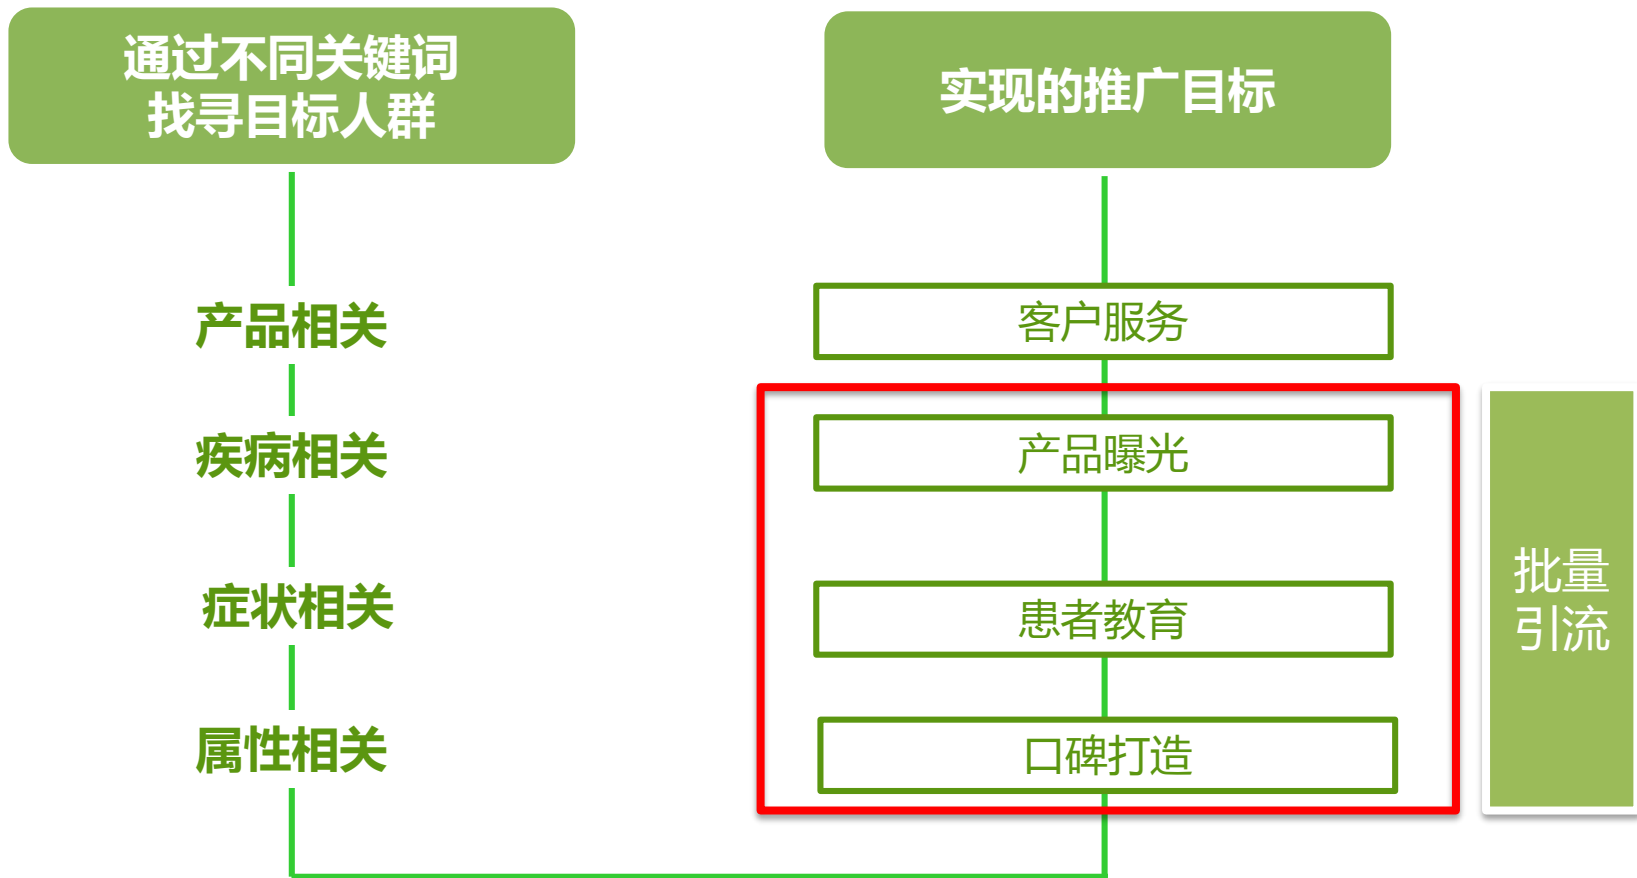 通过不同关键词
找寻目标人群
产品相关
疾病相关
症状相关
属性相关
实现的推广目标
客户服务
产品曝光
患者教育
口碑打造
批量
引流